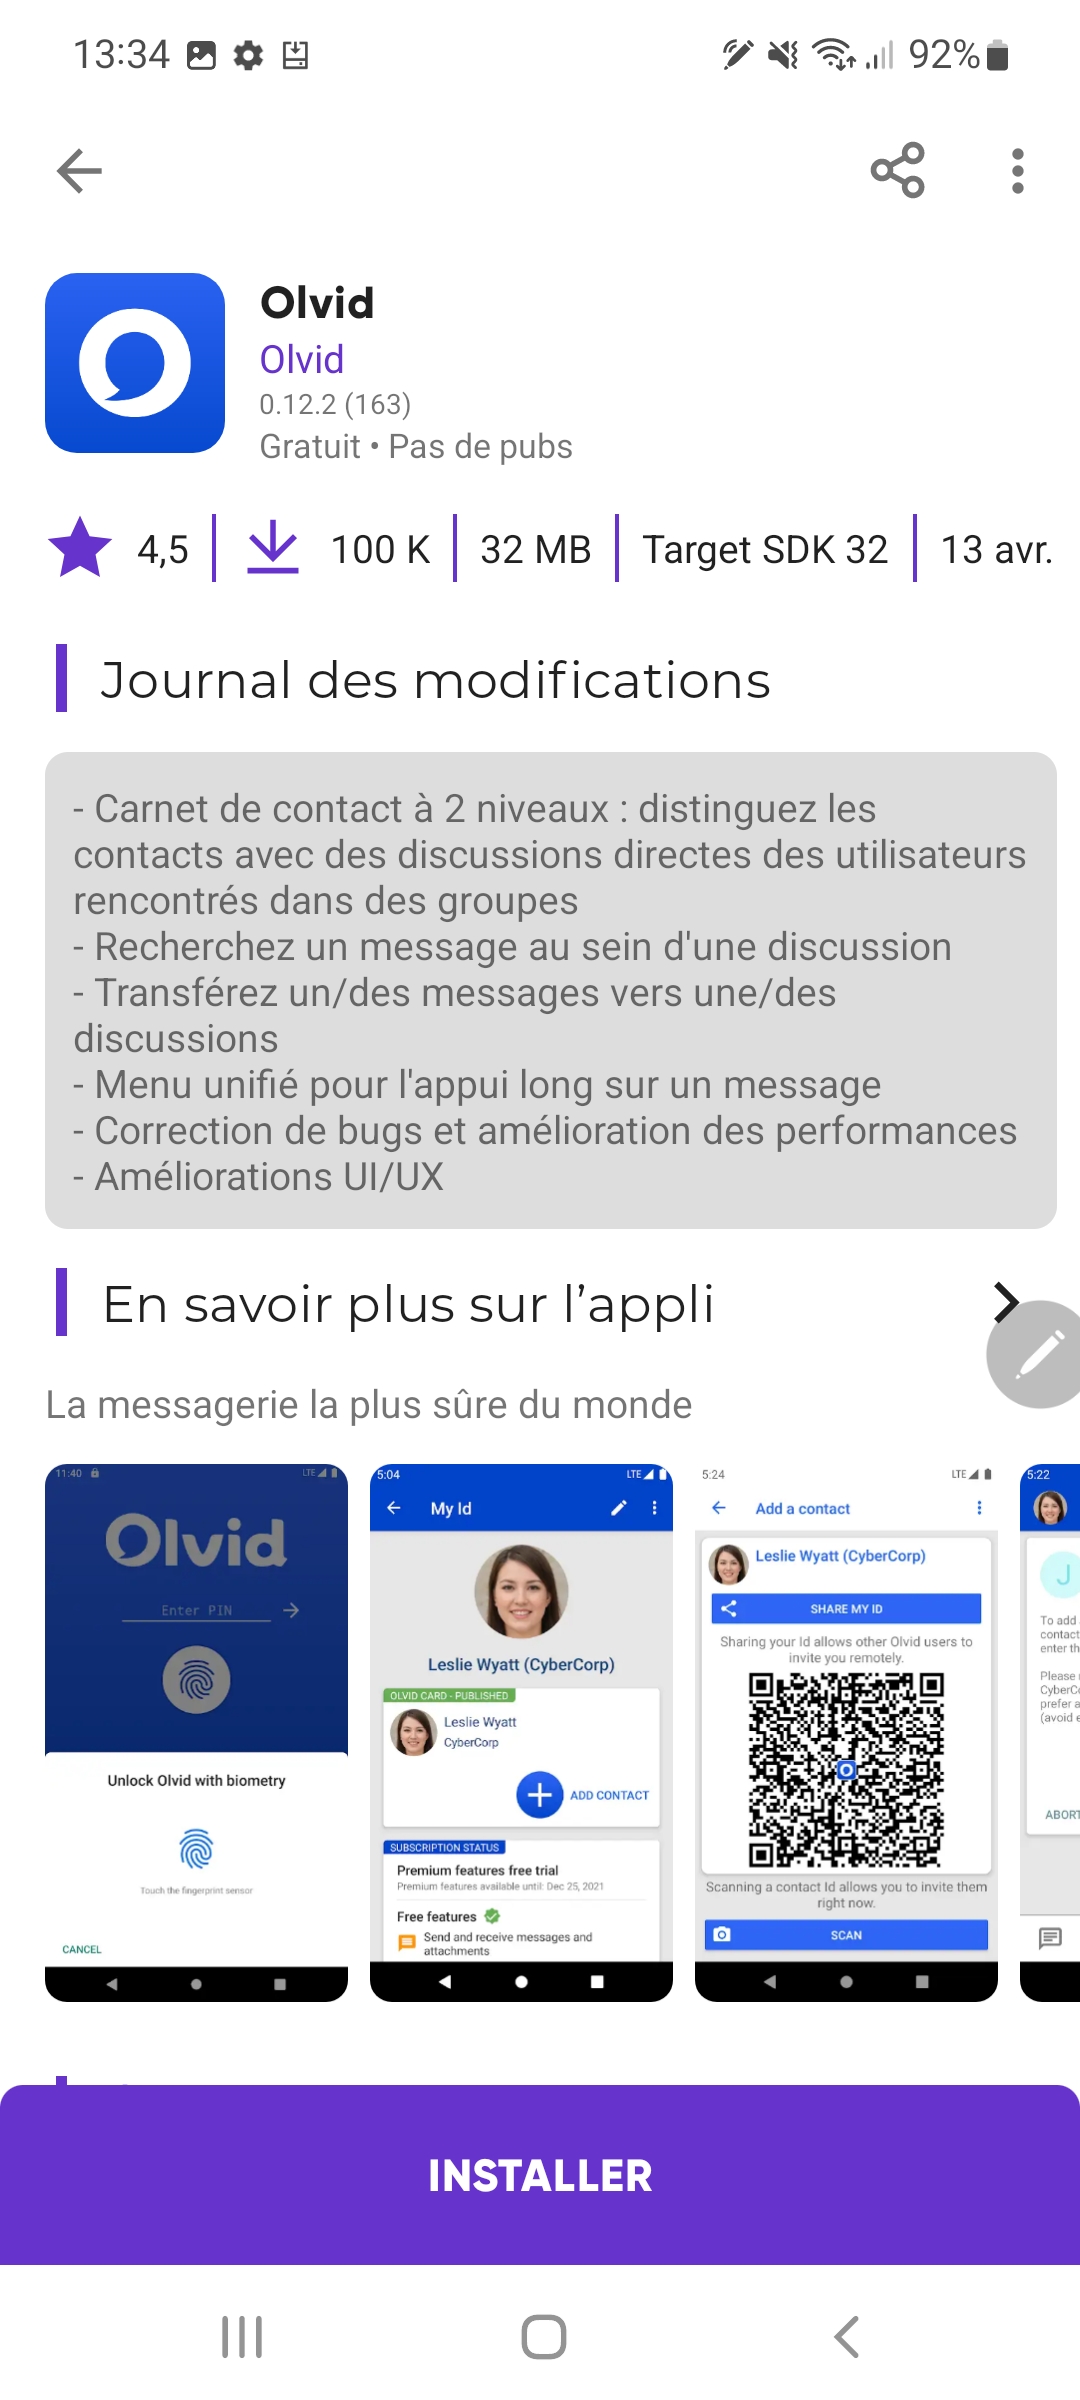 13:34
92%
Olvid
Olvid
0.12.2 (163)
Gratuit • Pas de pubs
4,5
100 K
32 MB
Target SDK 32
13 avr.
Journal des modifications
- Carnet de contact à 2 niveaux : distinguez les
contacts avec des discussions directes des utilisateurs
rencontrés dans des groupes
- Recherchez un message au sein d'une discussion
- Transférez un/des messages vers une/des
discussions
- Menu unifié pour l'appui long sur un message
- Correction de bugs et amélioration des performances
- Améliorations UI/UX
En savoir plus sur l’appli
La messagerie la plus sûre du monde
11:40
LTE
Olvid
Enter PIN
Unlock Olvid with biometry
Touch the fingerprint sensor
CANCEL
5:04
LTE
My Id
Leslie Wyatt (CyberCorp)
OLVID CARD - PUBLISHED
Leslie Wyatt
CyberCorp
ADD CONTACT
SUBSCRIPTION STATUS
Premium features free trial
Premium features available until: Dec 25, 2021
Free features
Send and receive messages and
attachments
5:24
LTE
Add a contact
Leslie Wyatt (CyberCorp)
SHARE MY ID
Sharing your Id allows other Olvid users to
invite you remotely.
Scanning a contact Id allows you to invite them
right now.
SCAN
5:22
J
To add
contact
enter th
Please
CyberCo
prefer a
(avoid e
ABORT
INSTALLER